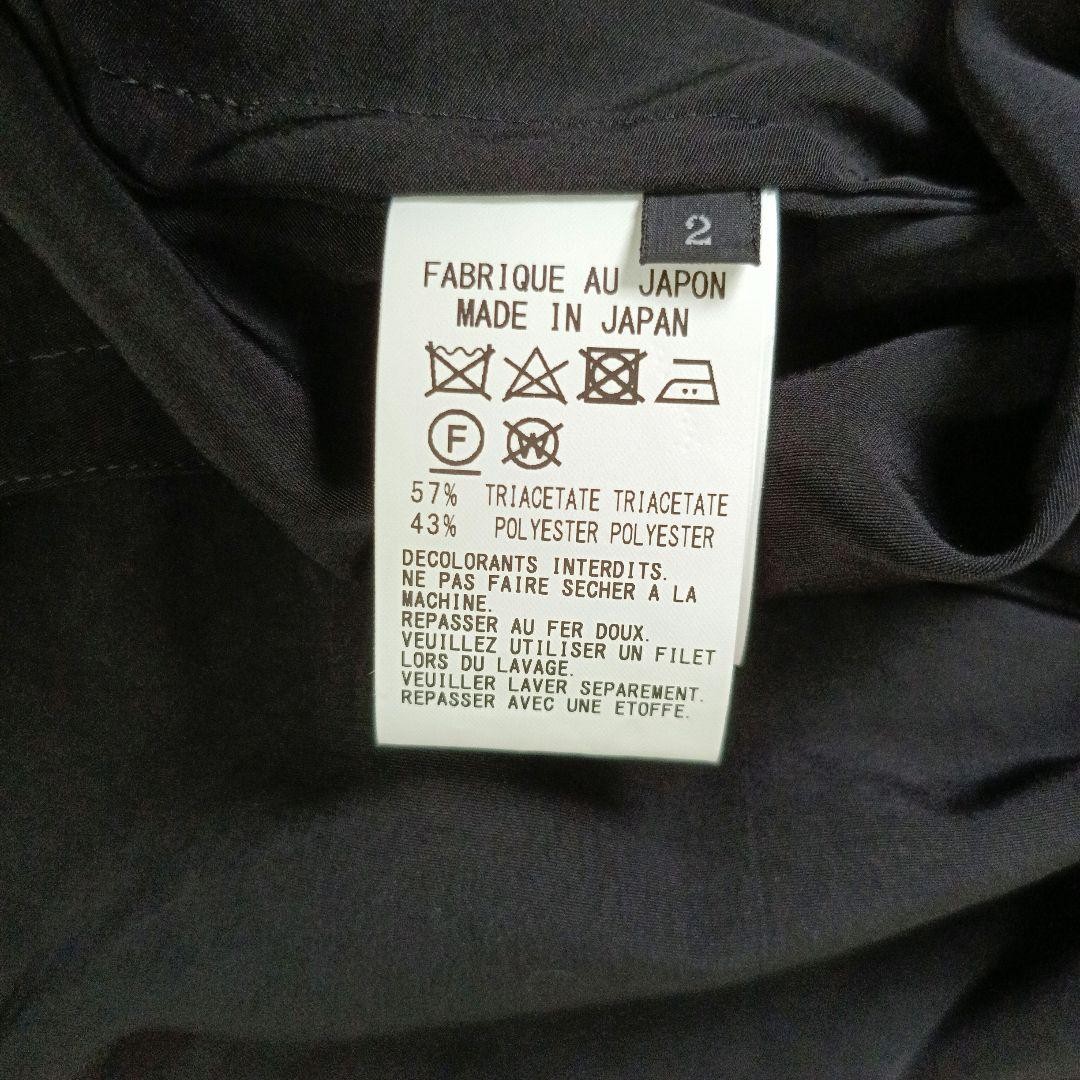 2
FABRIQUE AU JAPON
MADE IN JAPAN
F W
57% TRIACETATE TRIACETATE
43% POLYESTER POLYESTER
DECOLORANTS INTERDITS.
NE PAS FAIRE SECHER A LA
MACHINE.
REPASSER AU FER DOUX.
VEUILLEZ UTILISER UN FILET
LORS DU LAVAGE.
VEUILLER LAVER SEPAREMENT.
REPASSER AVEC UNE ETOFFE.